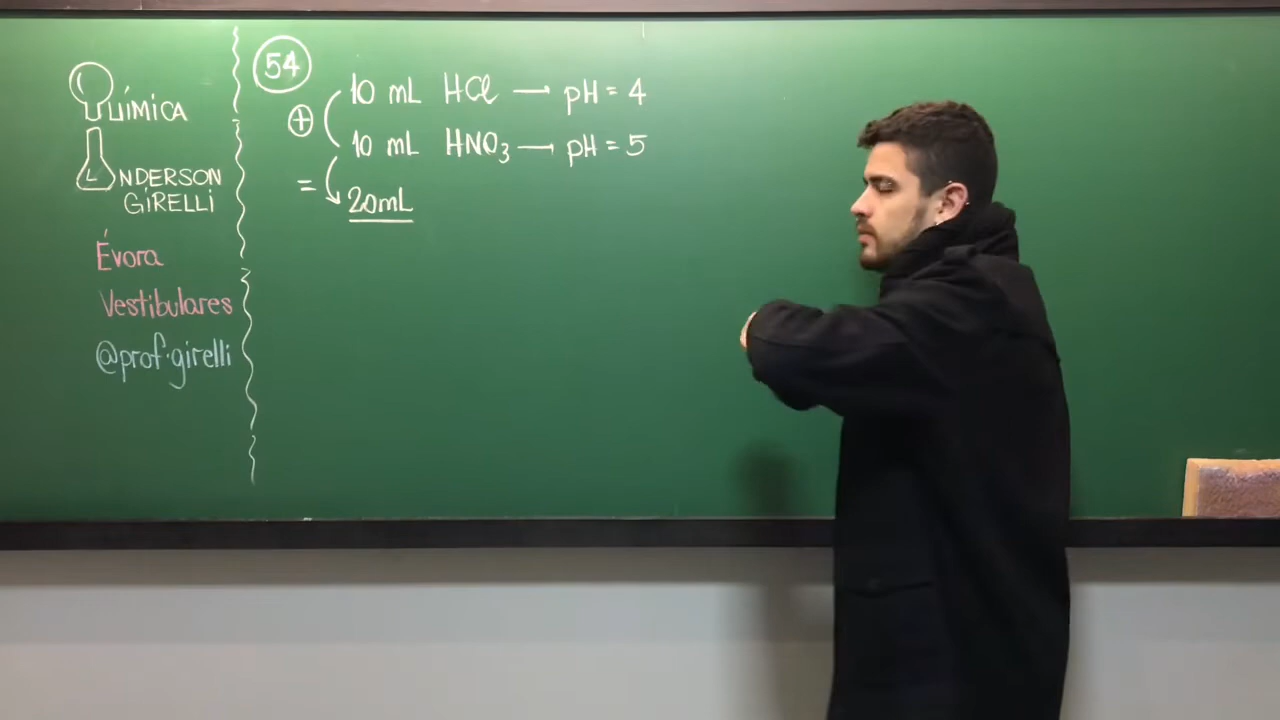 QUÍMICA
ANDERSON
GIRELLI
Évora
Vestibulares
@prof.girelli
54
+ 10 mL HCl → pH = 4
10 mL HNO₃ → pH = 5
= 20mL